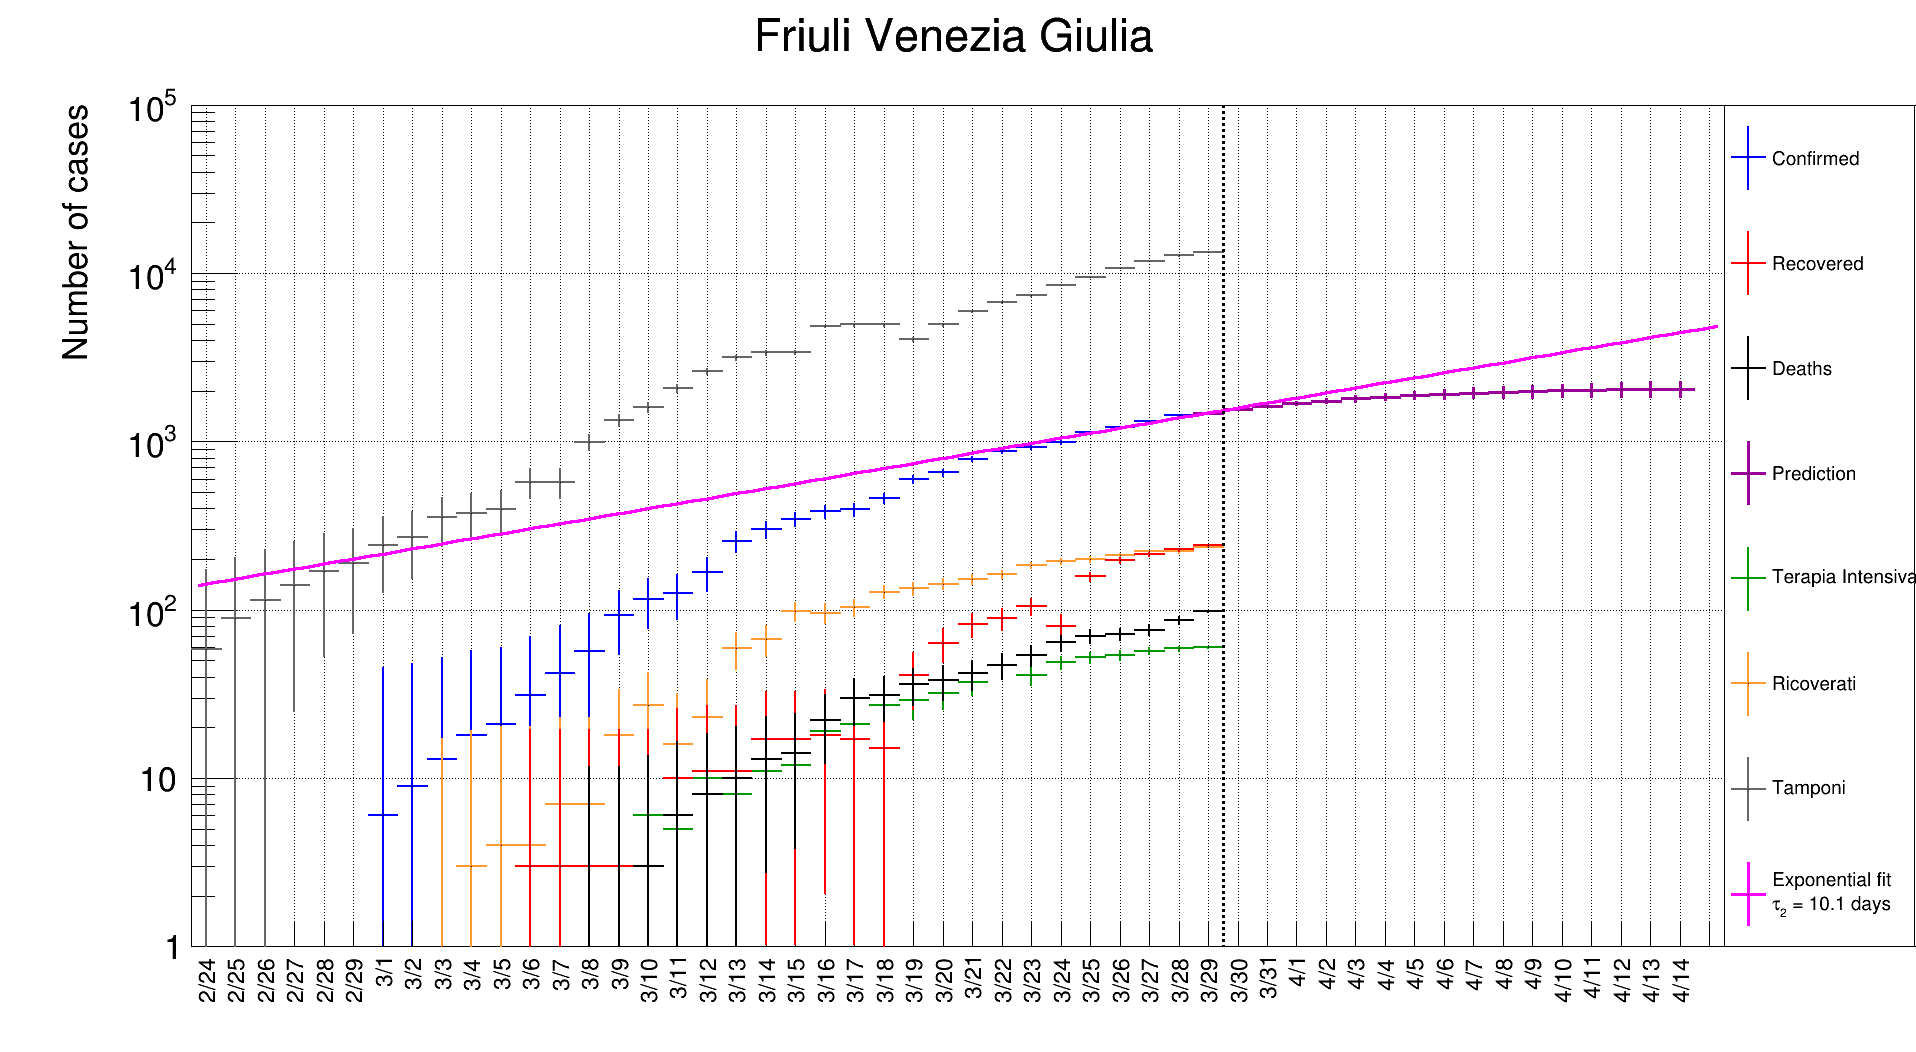 Friuli Venezia Giulia
Number of cases
10^5
10^4
10^3
10^2
10
1
2/24 2/25 2/26 2/27 2/28 2/29 3/1 3/2 3/3 3/4 3/5 3/6 3/7 3/8 3/9 3/10 3/11 3/12 3/13 3/14 3/15 3/16 3/17 3/18 3/19 3/20 3/21 3/22 3/23 3/24 3/25 3/26 3/27 3/28 3/29 3/30 3/31 4/1 4/2 4/3 4/4 4/5 4/6 4/7 4/8 4/9 4/10 4/11 4/12 4/13 4/14
Confirmed
Recovered
Deaths
Prediction
Terapia Intensiva
Ricoverati
Tamponi
Exponential fit
τ₂ = 10.1 days